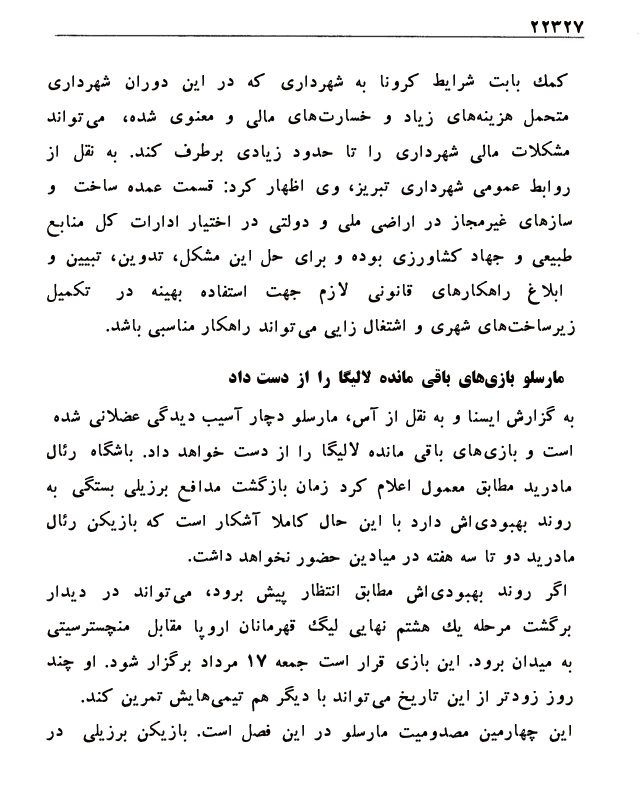 ۲۲۳۲۷
کمک بابت شرایط کرونا به شهرداری که در این دوران شهرداری
متحمل هزینه‌های زیاد و خسارت‌های مالی و معنوی شده، می‌تواند
مشکلات مالی شهرداری را تا حدود زیادی برطرف کند. به نقل از
روابط عمومی شهرداری تبریز، وی اظهار کرد: قسمت عمده ساخت و
سازهای غیرمجاز در اراضی ملی و دولتی در اختیار ادارات کل منابع
طبیعی و جهاد کشاورزی بوده و برای حل این مشکل، تدوین، تبیین و
ابلاغ راهکارهای قانونی لازم جهت استفاده بهینه در تکمیل
زیرساخت‌های شهری و اشتغال زایی می‌تواند راهکار مناسبی باشد.
مارسلو بازی‌های باقی مانده لالیگا را از دست داد
به گزارش ایسنا و به نقل از آس، مارسلو دچار آسیب دیدگی عضلانی شده
است و بازی‌های باقی مانده لالیگا را از دست خواهد داد. باشگاه رئال
مادرید مطابق معمول اعلام کرد زمان بازگشت مدافع برزیلی بستگی به
روند بهبودی‌اش دارد با این حال کاملا آشکار است که بازیکن رئال
مادرید دو تا سه هفته در میادین حضور نخواهد داشت.
اگر روند بهبودی‌اش مطابق انتظار پیش برود، می‌تواند در دیدار
برگشت مرحله یك هشتم نهایی لیگ قهرمانان اروپا مقابل منچسترسیتی
به میدان برود. این بازی قرار است جمعه ۱۷ مرداد برگزار شود. او چند
روز زودتر از این تاریخ می‌تواند با دیگر هم تیمی‌هایش تمرین کند.
این چهارمین مصدومیت مارسلو در این فصل است. بازیکن برزیلی در